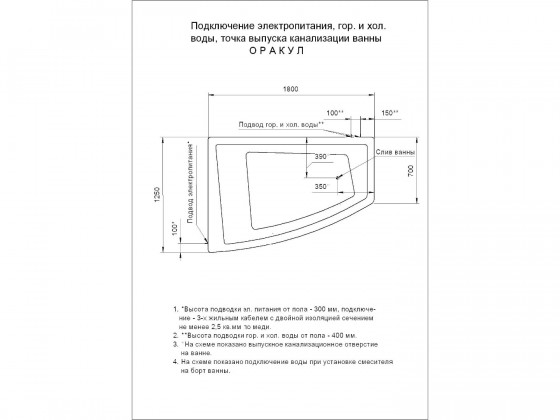 Подключение электропитания, гор. и хол.
воды, точка выпуска канализации ванны
О Р А К У Л
1800
100**
150**
Подвод гор. и хол. воды**
Слив ванны
390
350
700
1250
Подвод электропитания*
100*
1. *Высота подводки эл. питания от пола - 300 мм, подключе-
ние - 3-х жильным кабелем с двойной изоляцией сечением
не менее 2,5 кв.мм по меди.
2. **Высота подводки гор. и хол. воды от пола - 400 мм.
3. На схеме показано выпускное канализационное отверстие
на ванне.
4. На схеме показано подключение воды при установке смесителя
на борт ванны.